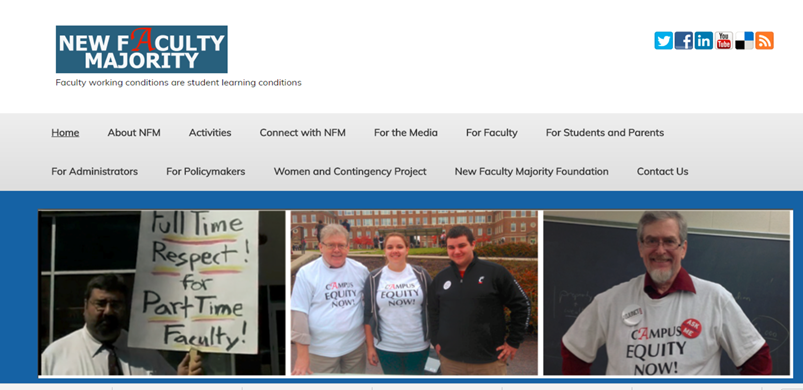 NEW FACULTY
MAJORITY
Faculty working conditions are student learning conditions
You
Tube
Home About NFM Activities Connect with NFM For the Media For Faculty For Students and Parents
For Administrators For Policymakers Women and Contingency Project New Faculty Majority Foundation Contact Us
Full Time
Respect!
for
Part Time
Faculty!
CAMPUS
EQUITY
NOW!
CAMPUS
EQUITY
NOW!
ASK
ME
CAMPUS
EQUITY
NOW!